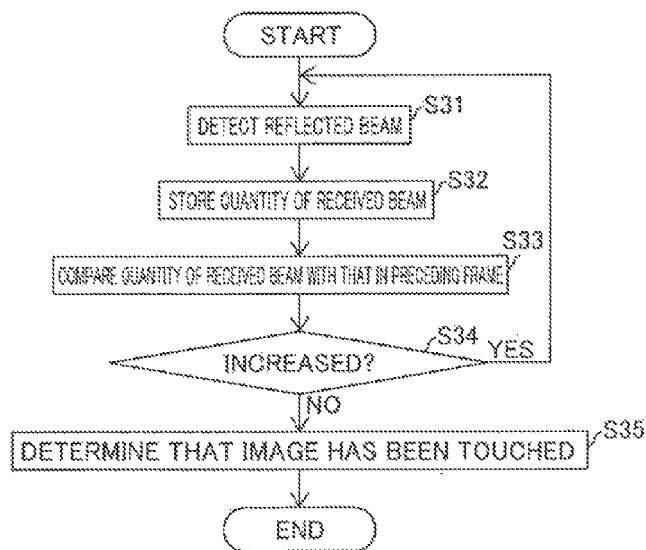 START
S31
DETECT REFLECTED BEAM
S32
STORE QUANTITY OF RECEIVED BEAM
S33
COMPARE QUANTITY OF RECEIVED BEAM WITH THAT IN PRECEDING FRAME
S34
INCREASED?
YES
NO
S35
DETERMINE THAT IMAGE HAS BEEN TOUCHED
END